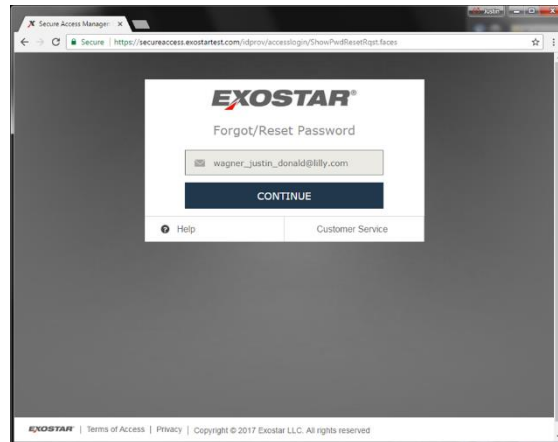 Secure Access Manager
Justin
Secure | https://secureaccess.exostartest.com/idprov/accesslogin/ShowPwdResetRqst.faces
EXOSTAR®
Forgot/Reset Password
wagner_justin_donald@lilly.com
CONTINUE
Help
Customer Service
EXOSTAR® | Terms of Access | Privacy | Copyright © 2017 Exostar LLC. All rights reserved